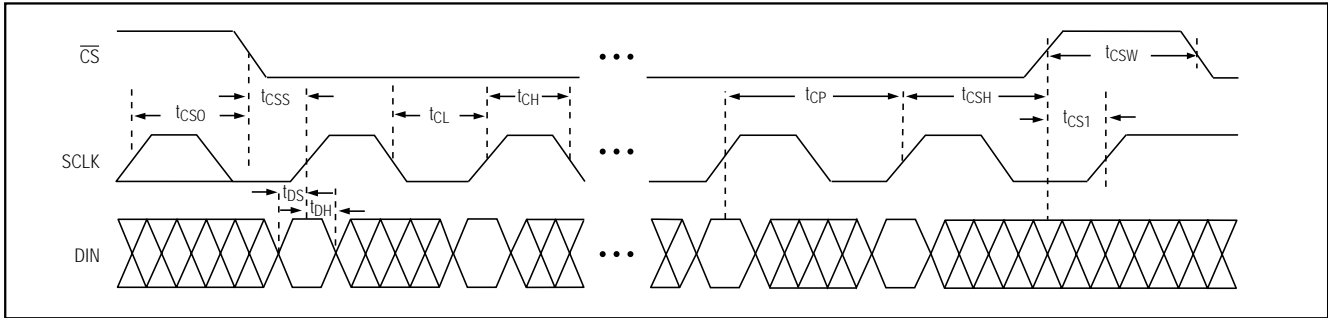 CS
tCSW
tCSS
tCH
tCP
tCSH
tCSO
tCL
tCS1
SCLK
tDS
tDH
DIN